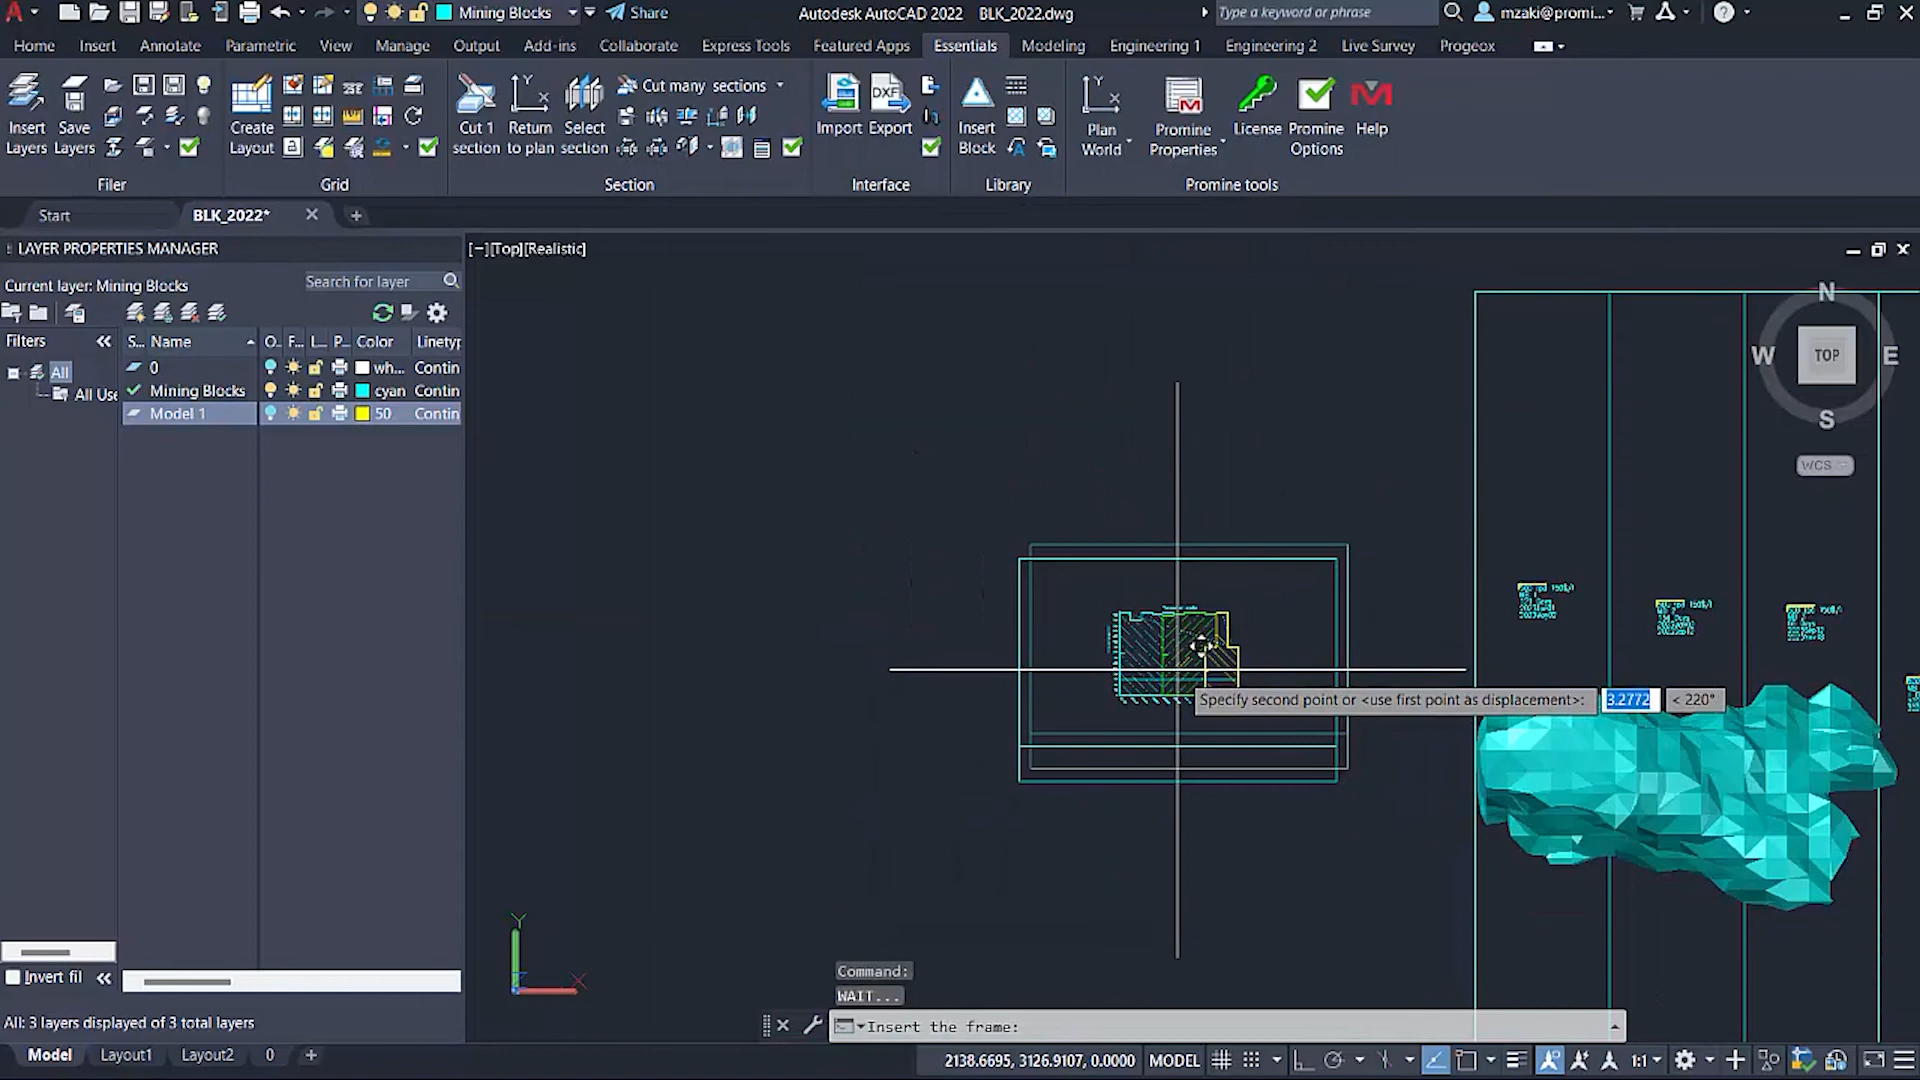 Mining Blocks
Share
Autodesk AutoCAD 2022 BLK_2022.dwg
Type a keyword or phrase
mzaki@promi...
Home Insert Annotate Parametric View Manage Output Add-ins Collaborate Express Tools Featured Apps Essentials Modeling Engineering 1 Engineering 2 Live Survey Progeox
Insert Layers
Save Layers
Create Layout
Cut 1 section
Return to plan
Select section
Cut many sections
Import
Export
DXF
Insert Block
Plan World
Promine Properties
License
Promine Options
Help
Filer Grid Section Interface Library Promine tools
Start BLK_2022*
LAYER PROPERTIES MANAGER
[−][Top][Realistic]
Current layer: Mining Blocks
Search for layer
Filters
S... Name O.. F... L... P.. Color Linetyp
All
0 wh... Contin
All Use
Mining Blocks cyan Contin
Model 1 50 Contin
N
W TOP E
S
WCS
Specify second point or <use first point as displacement>: 3.2772 < 220°
Y
X
Command:
WAIT...
Insert the frame:
Invert fil
All: 3 layers displayed of 3 total layers
Model Layout1 Layout2 0
2138.6695, 3126.9107, 0.0000 MODEL 1:1